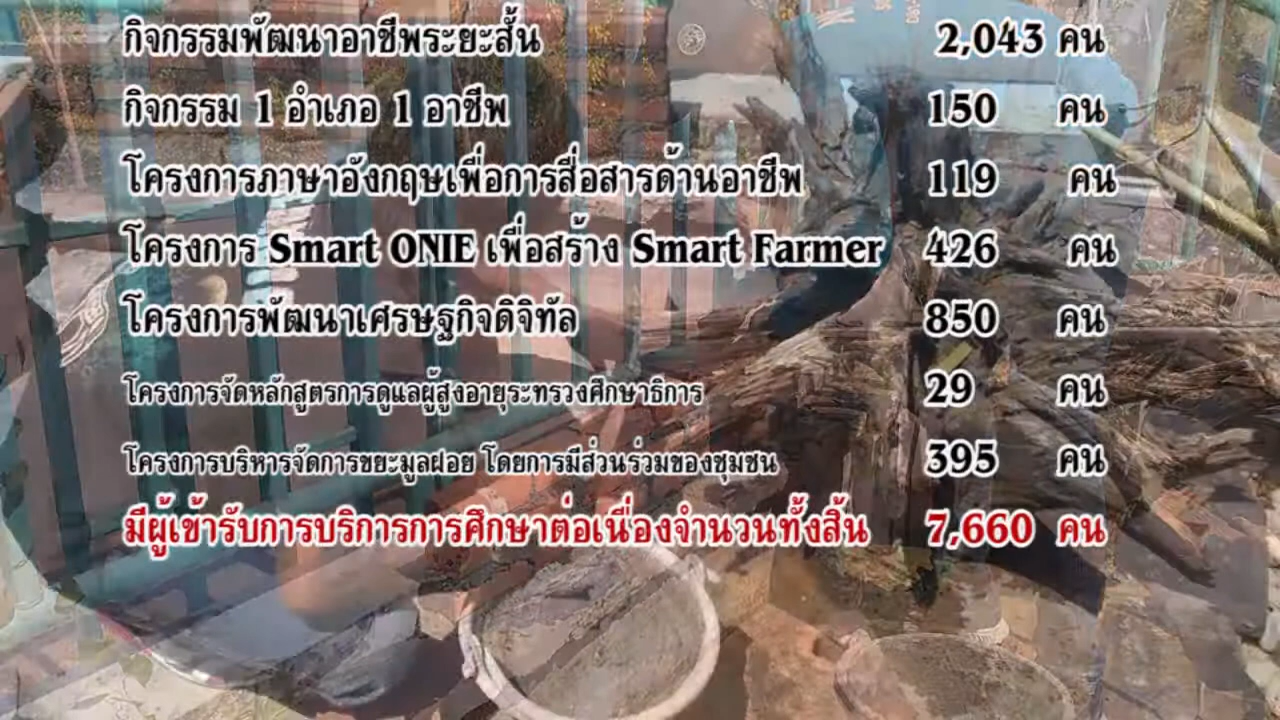 กิจกรรมพัฒนาอาชีพระยะสั้น 2,043 คน
กิจกรรม 1 อำเภอ 1 อาชีพ 150 คน
โครงการภาษาอังกฤษเพื่อการสื่อสารด้านอาชีพ 119 คน
โครงการ Smart ONIE เพื่อสร้าง Smart Farmer 426 คน
โครงการพัฒนาเศรษฐกิจดิจิทัล 850 คน
โครงการจัดหลักสูตรการดูแลผู้สูงอายุระทรวงศึกษาธิการ 29 คน
โครงการบริหารจัดการขยะมูลฝอย โดยการมีส่วนร่วมของชุมชน 395 คน
มีผู้เข้ารับการบริการการศึกษาต่อเนื่องจำนวนทั้งสิ้น 7,660 คน